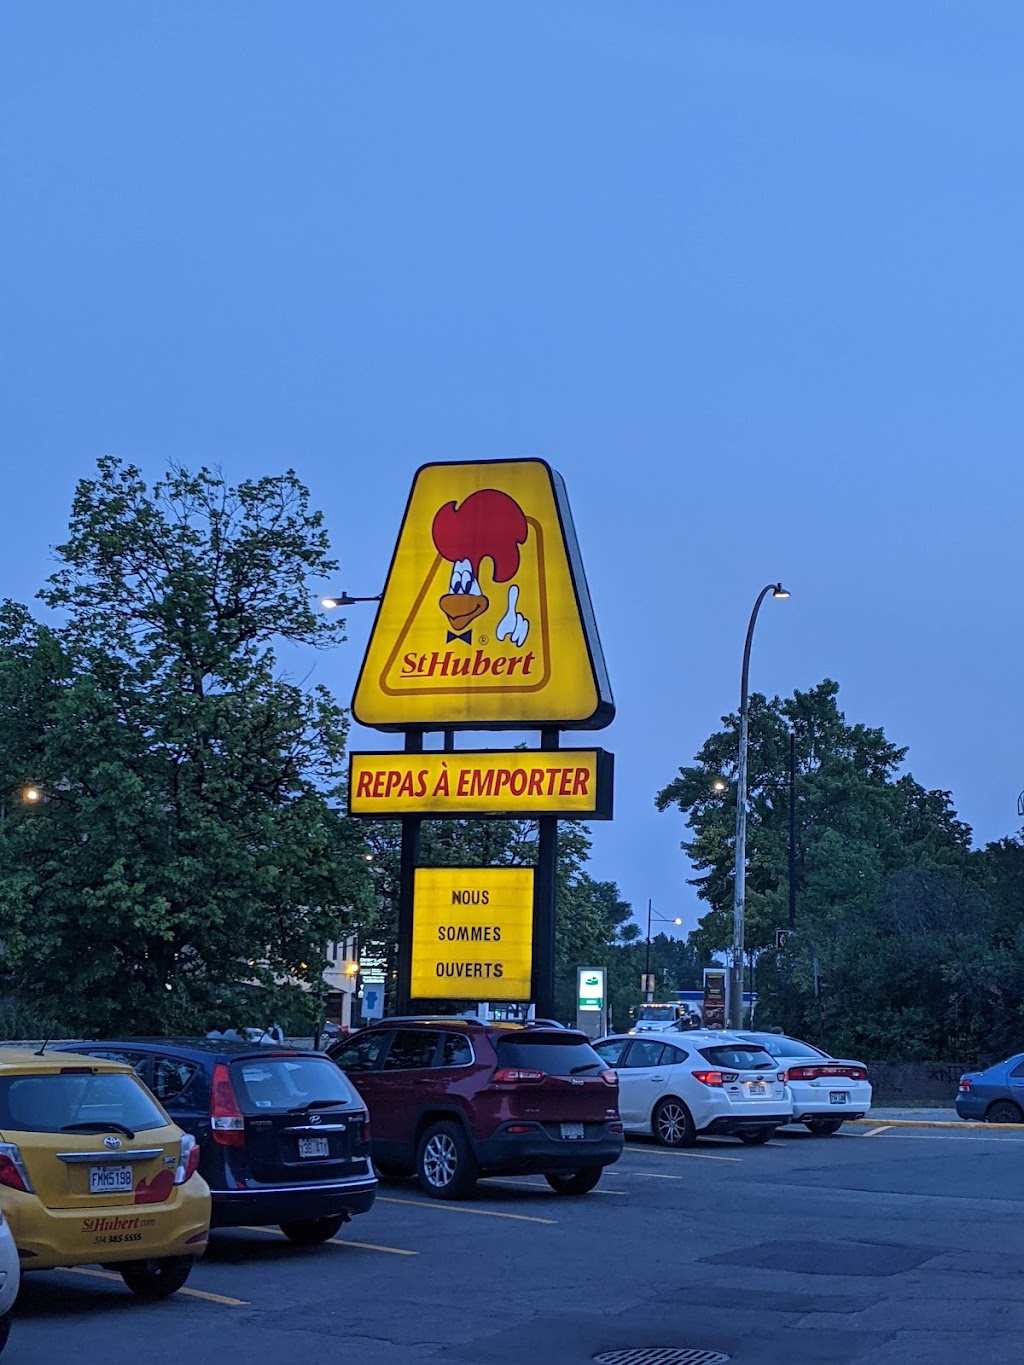 ®
StHubert
REPAS À EMPORTER
NOUS
SOMMES
OUVERTS
FMM5198
StHubert.com
514 385-5555